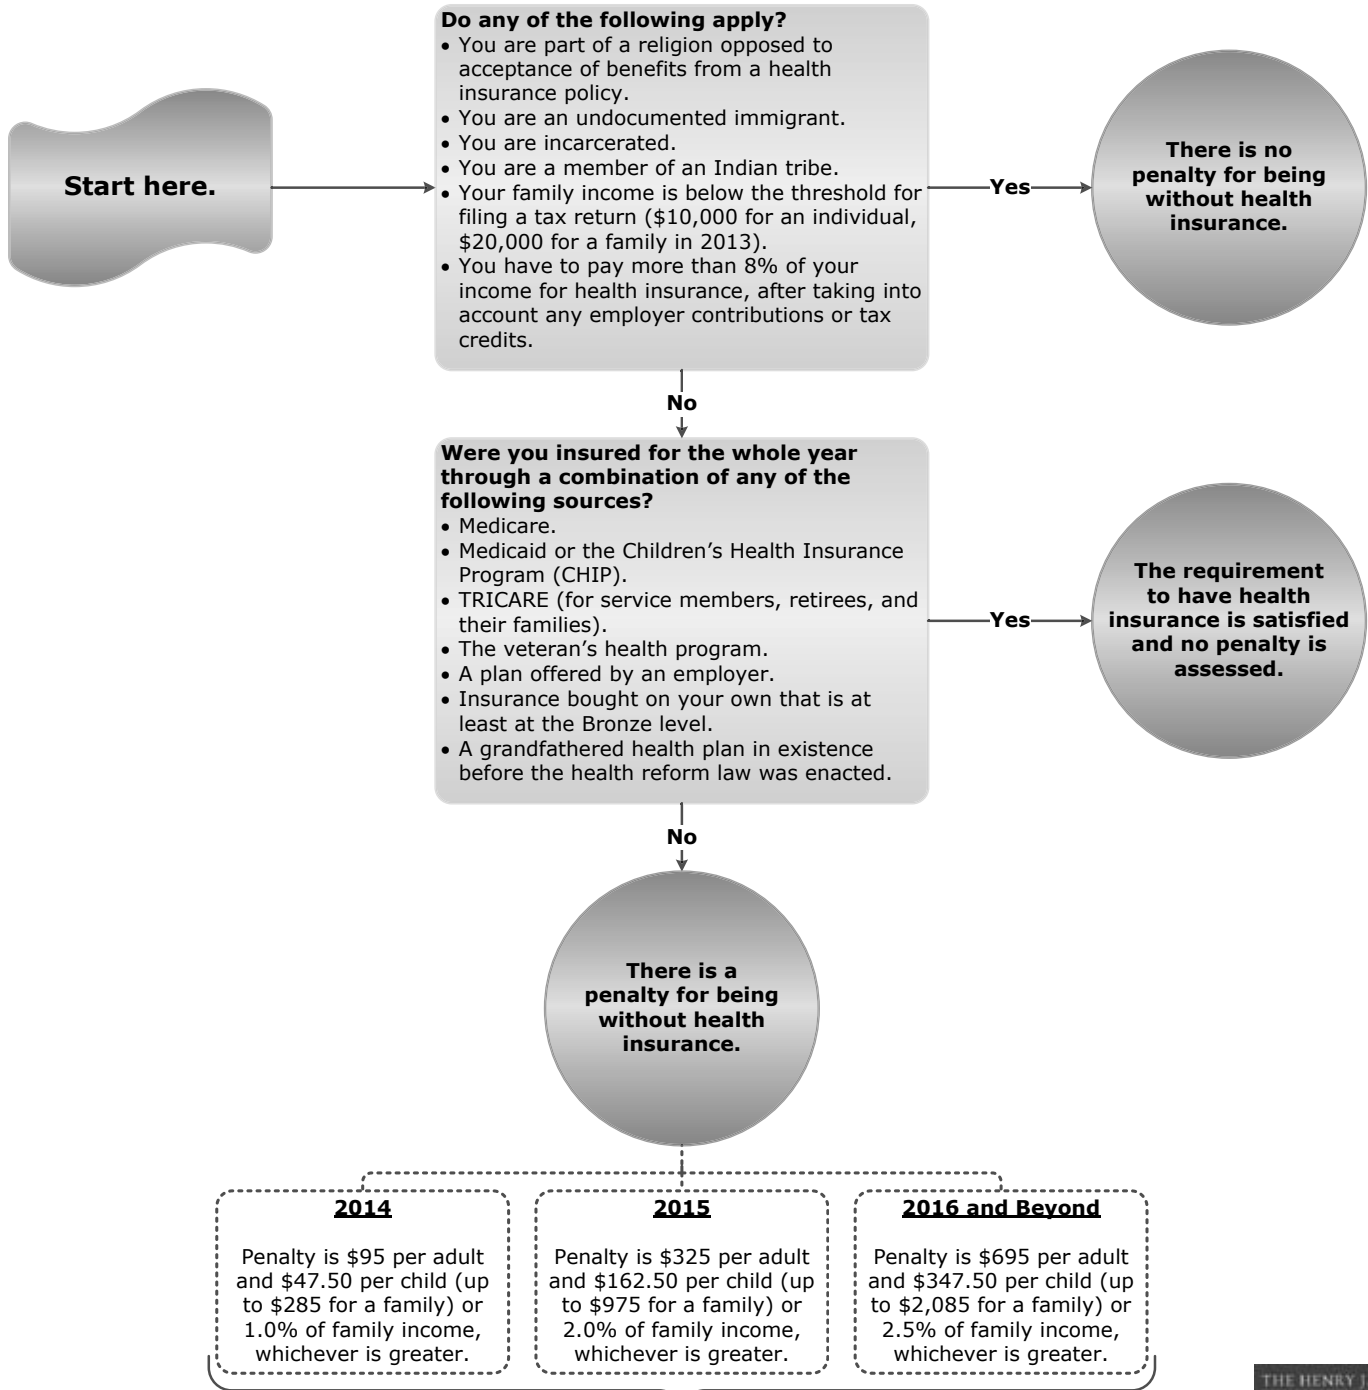 Start here.
Do any of the following apply?
• You are part of a religion opposed to
acceptance of benefits from a health
insurance policy.
• You are an undocumented immigrant.
• You are incarcerated.
• You are a member of an Indian tribe.
• Your family income is below the threshold for
filing a tax return ($10,000 for an individual,
$20,000 for a family in 2013).
• You have to pay more than 8% of your
income for health insurance, after taking into
account any employer contributions or tax
credits.
Yes
There is no
penalty for being
without health
insurance.
No
Were you insured for the whole year
through a combination of any of the
following sources?
• Medicare.
• Medicaid or the Children’s Health Insurance
Program (CHIP).
• TRICARE (for service members, retirees, and
their families).
• The veteran’s health program.
• A plan offered by an employer.
• Insurance bought on your own that is at
least at the Bronze level.
• A grandfathered health plan in existence
before the health reform law was enacted.
Yes
The requirement
to have health
insurance is satisfied
and no penalty is
assessed.
No
There is a
penalty for being
without health
insurance.
2014
Penalty is $95 per adult
and $47.50 per child (up
to $285 for a family) or
1.0% of family income,
whichever is greater.
2015
Penalty is $325 per adult
and $162.50 per child (up
to $975 for a family) or
2.0% of family income,
whichever is greater.
2016 and Beyond
Penalty is $695 per adult
and $347.50 per child (up
to $2,085 for a family) or
2.5% of family income,
whichever is greater.
THE HENRY J